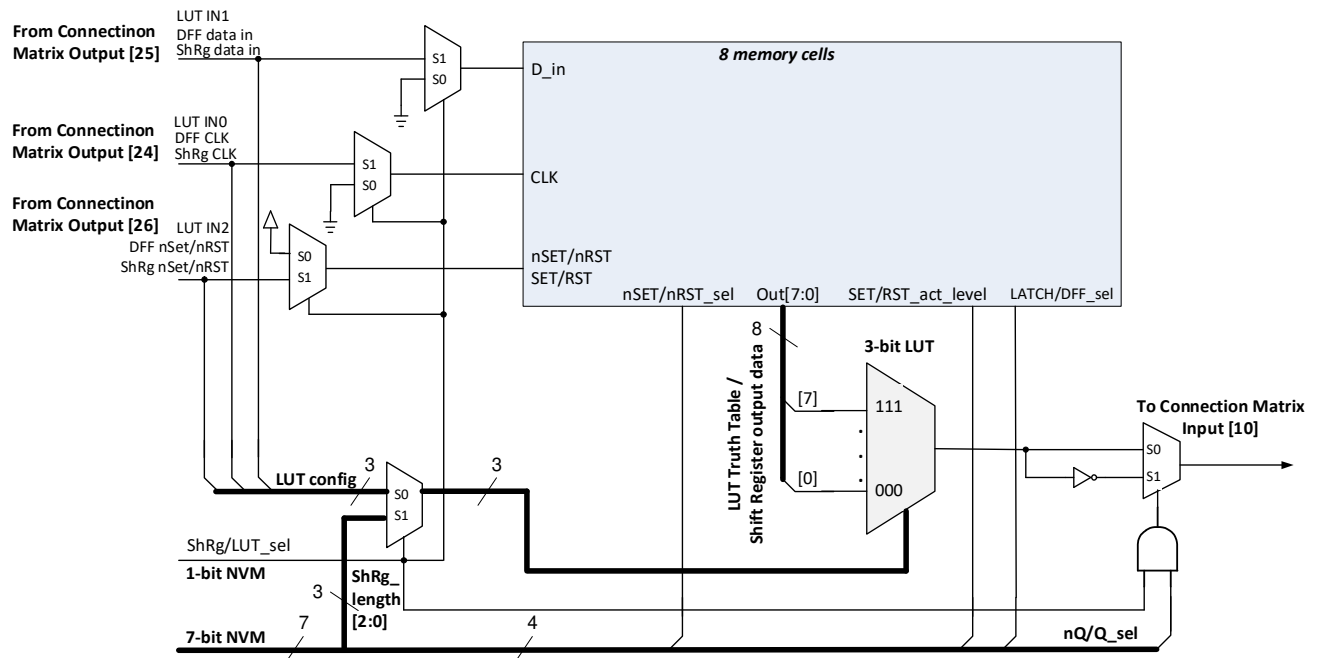 From Connectinon
Matrix Output [25]
LUT IN1
DFF data in
ShRg data in
S1
S0
8 memory cells
D_in
From Connectinon
Matrix Output [24]
LUT IN0
DFF CLK
ShRg CLK
S1
S0
CLK
From Connectinon
Matrix Output [26]
LUT IN2
DFF nSet/nRST
ShRg nSet/nRST
S0
S1
nSET/nRST
SET/RST
nSET/nRST_sel
Out[7:0]
SET/RST_act_level
LATCH/DFF_sel
8
LUT Truth Table /
Shift Register output data
3-bit LUT
[7]
111
[0]
000
To Connection Matrix
Input [10]
S0
S1
LUT config
3
S0
S1
3
ShRg/LUT_sel
1-bit NVM
3
ShRg_
length
[2:0]
7-bit NVM
7
4
nQ/Q_sel